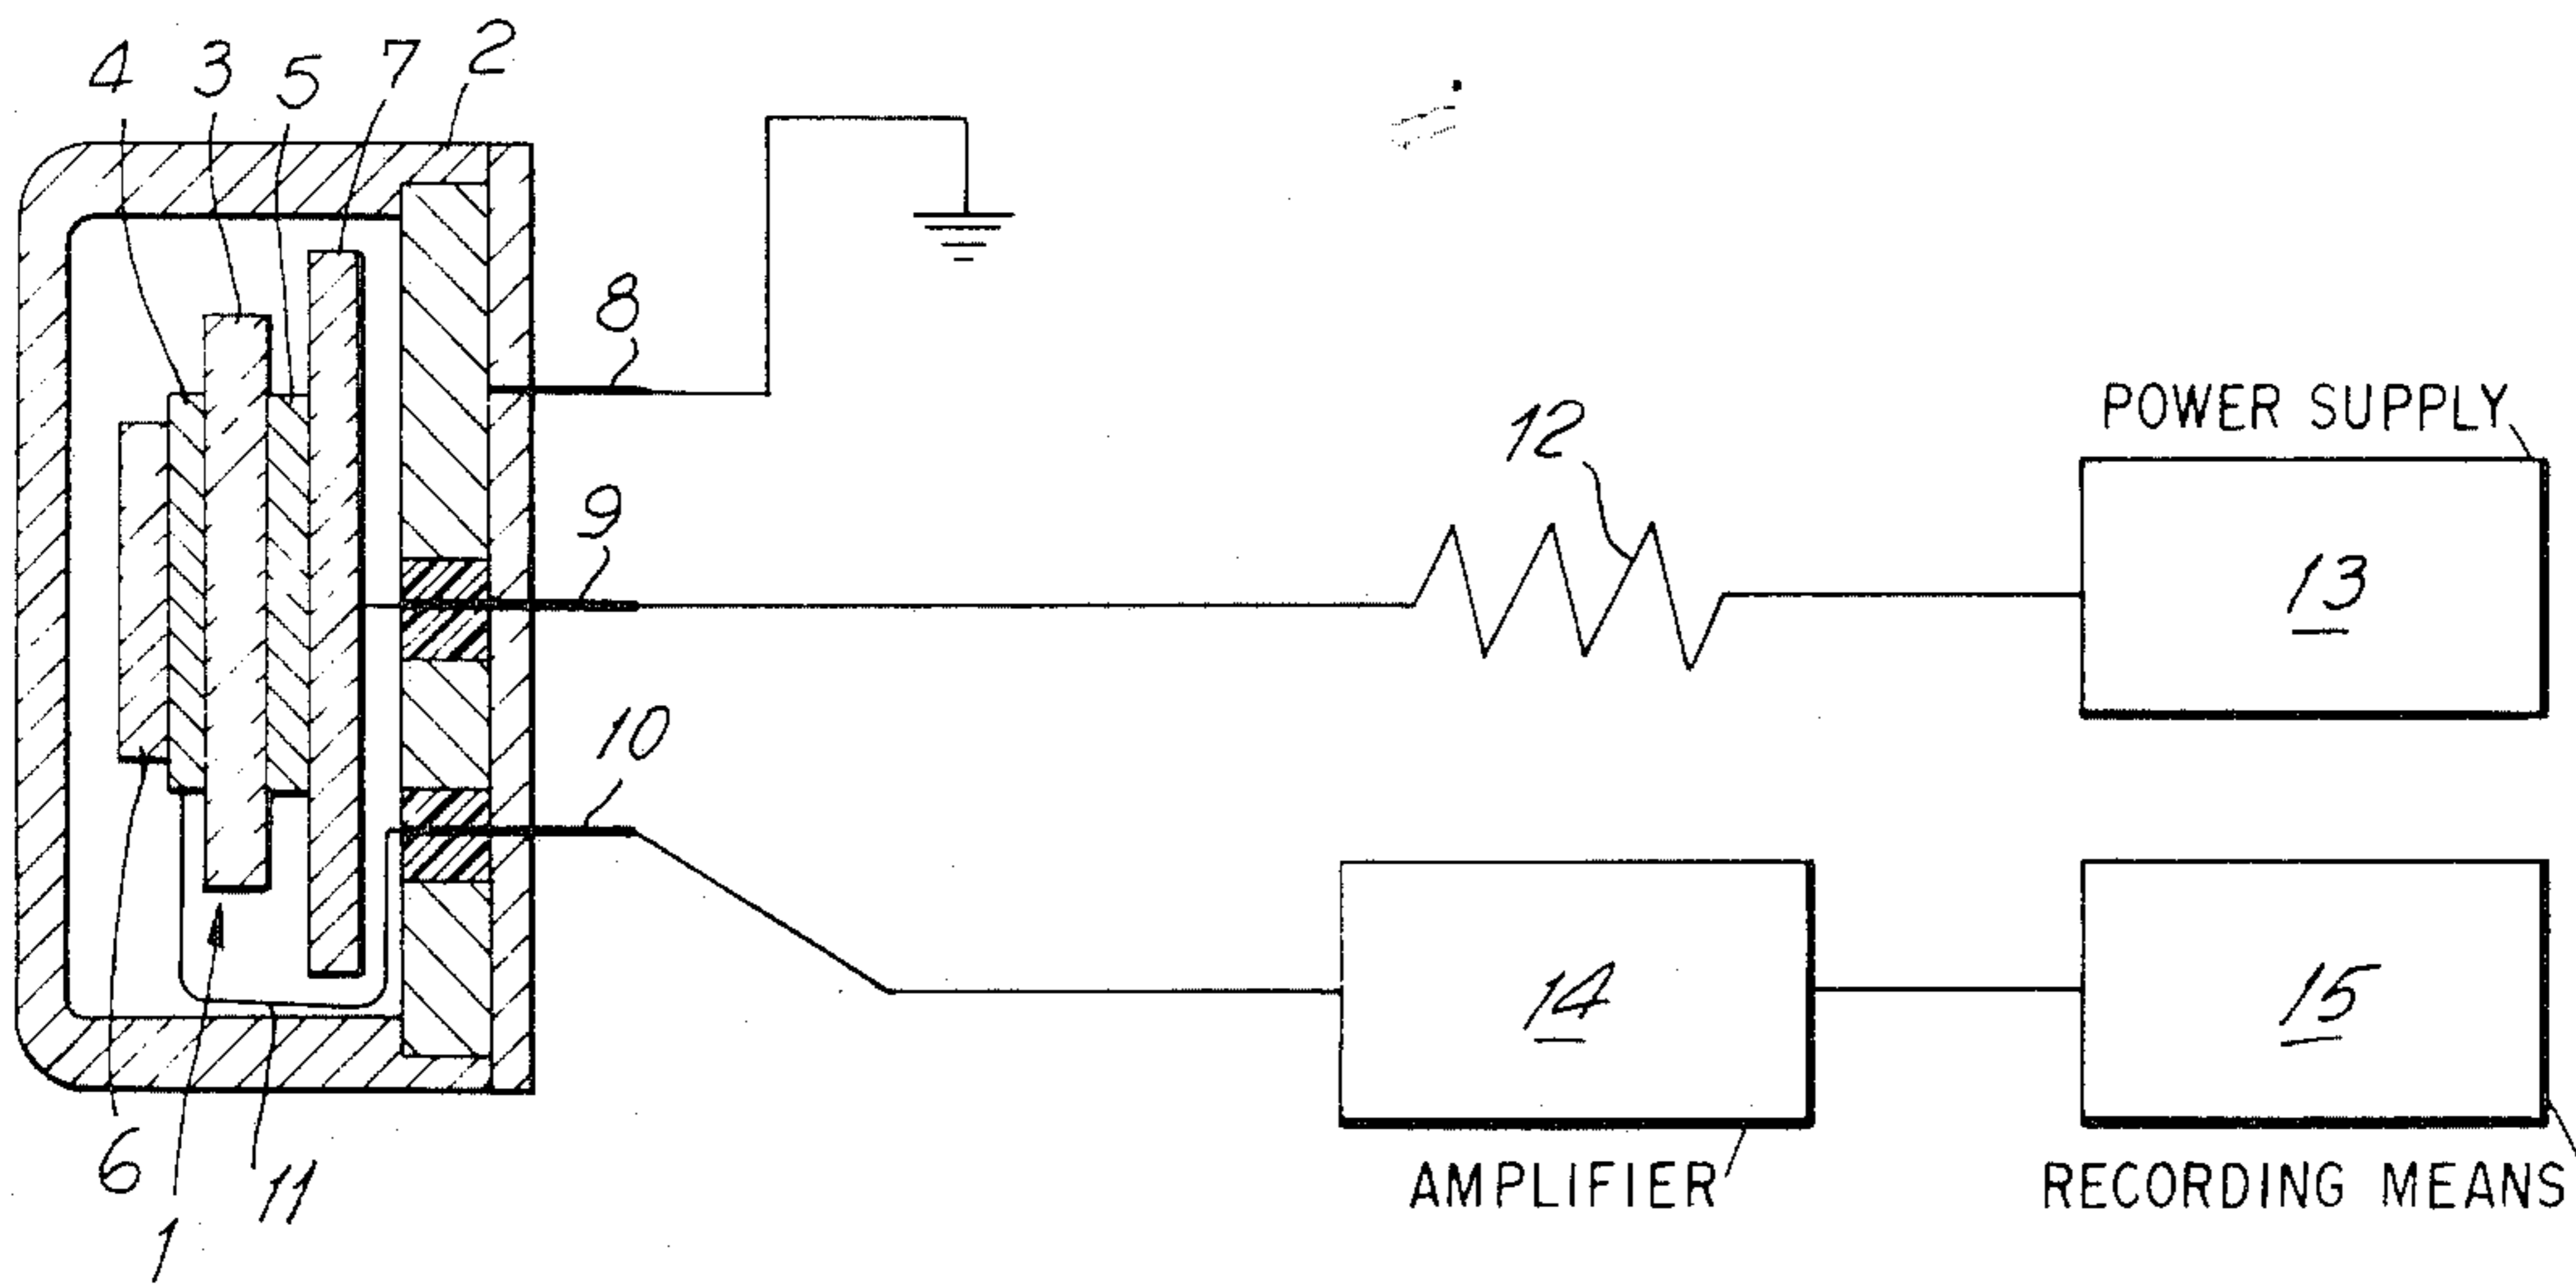 4 3 5 7 2
8
12
POWER SUPPLY
9
13
10
14
15
6 11
1
AMPLIFIER
RECORDING MEANS